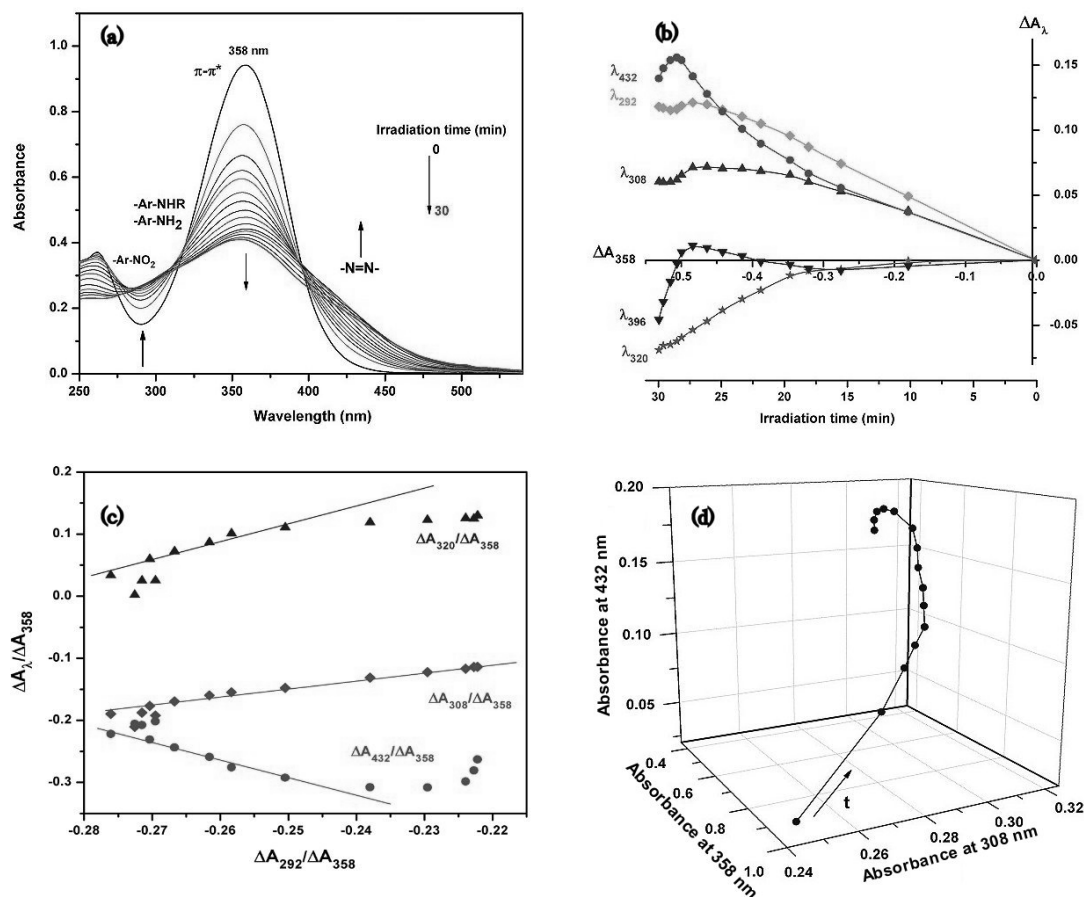 (a)
358 nm
π-π*
Irradiation time (min)
0
30
-Ar-NHR
-Ar-NH2
-Ar-NO2
-N=N-
1.0
0.8
0.6
0.4
0.2
0.0
Absorbance
250 300 350 400 450 500
Wavelength (nm)
(b)
ΔAλ
0.15
0.10
0.05
0.00
-0.05
λ432
λ292
λ308
ΔA358
λ396
λ320
-0.5 -0.4 -0.3 -0.2 -0.1 0.0
30 25 20 15 10 5 0
Irradiation time (min)
(c)
0.2
0.1
0.0
-0.1
-0.2
-0.3
ΔAλ/ΔA358
ΔA320/ΔA358
ΔA308/ΔA358
ΔA432/ΔA358
-0.28 -0.27 -0.26 -0.25 -0.24 -0.23 -0.22
ΔA292/ΔA358
(d)
0.20
0.15
0.10
0.05
Absorbance at 432 nm
0.4
0.6
0.8
1.0
Absorbance at 358 nm
t
0.24 0.26 0.28 0.30 0.32
Absorbance at 308 nm